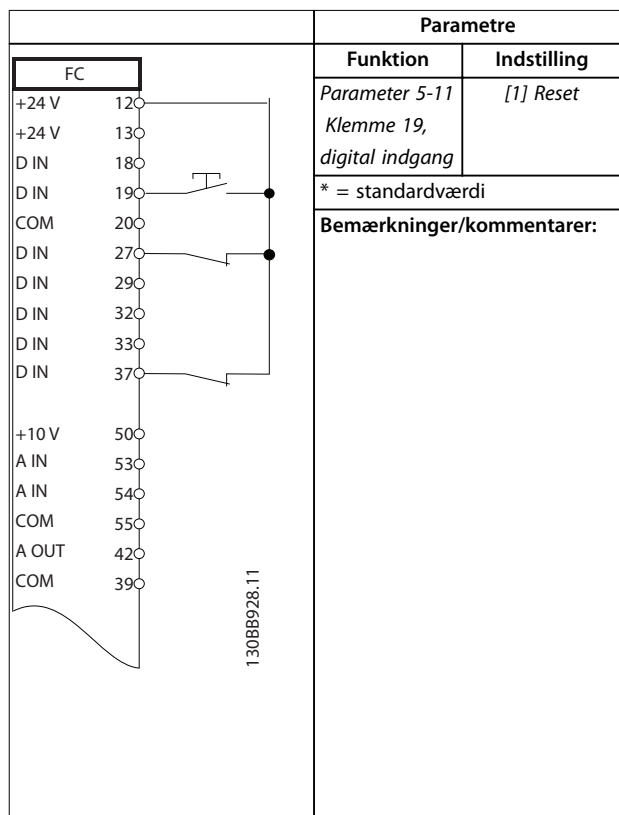 Parametre
Funktion Indstilling
Parameter 5-11 [1] Reset
Klemme 19,
digital indgang
* = standardværdi
Bemærkninger/kommentarer:
FC
+24 V 12
+24 V 13
D IN 18
D IN 19
COM 20
D IN 27
D IN 29
D IN 32
D IN 33
D IN 37
+10 V 50
A IN 53
A IN 54
COM 55
A OUT 42
COM 39
130BB928.11